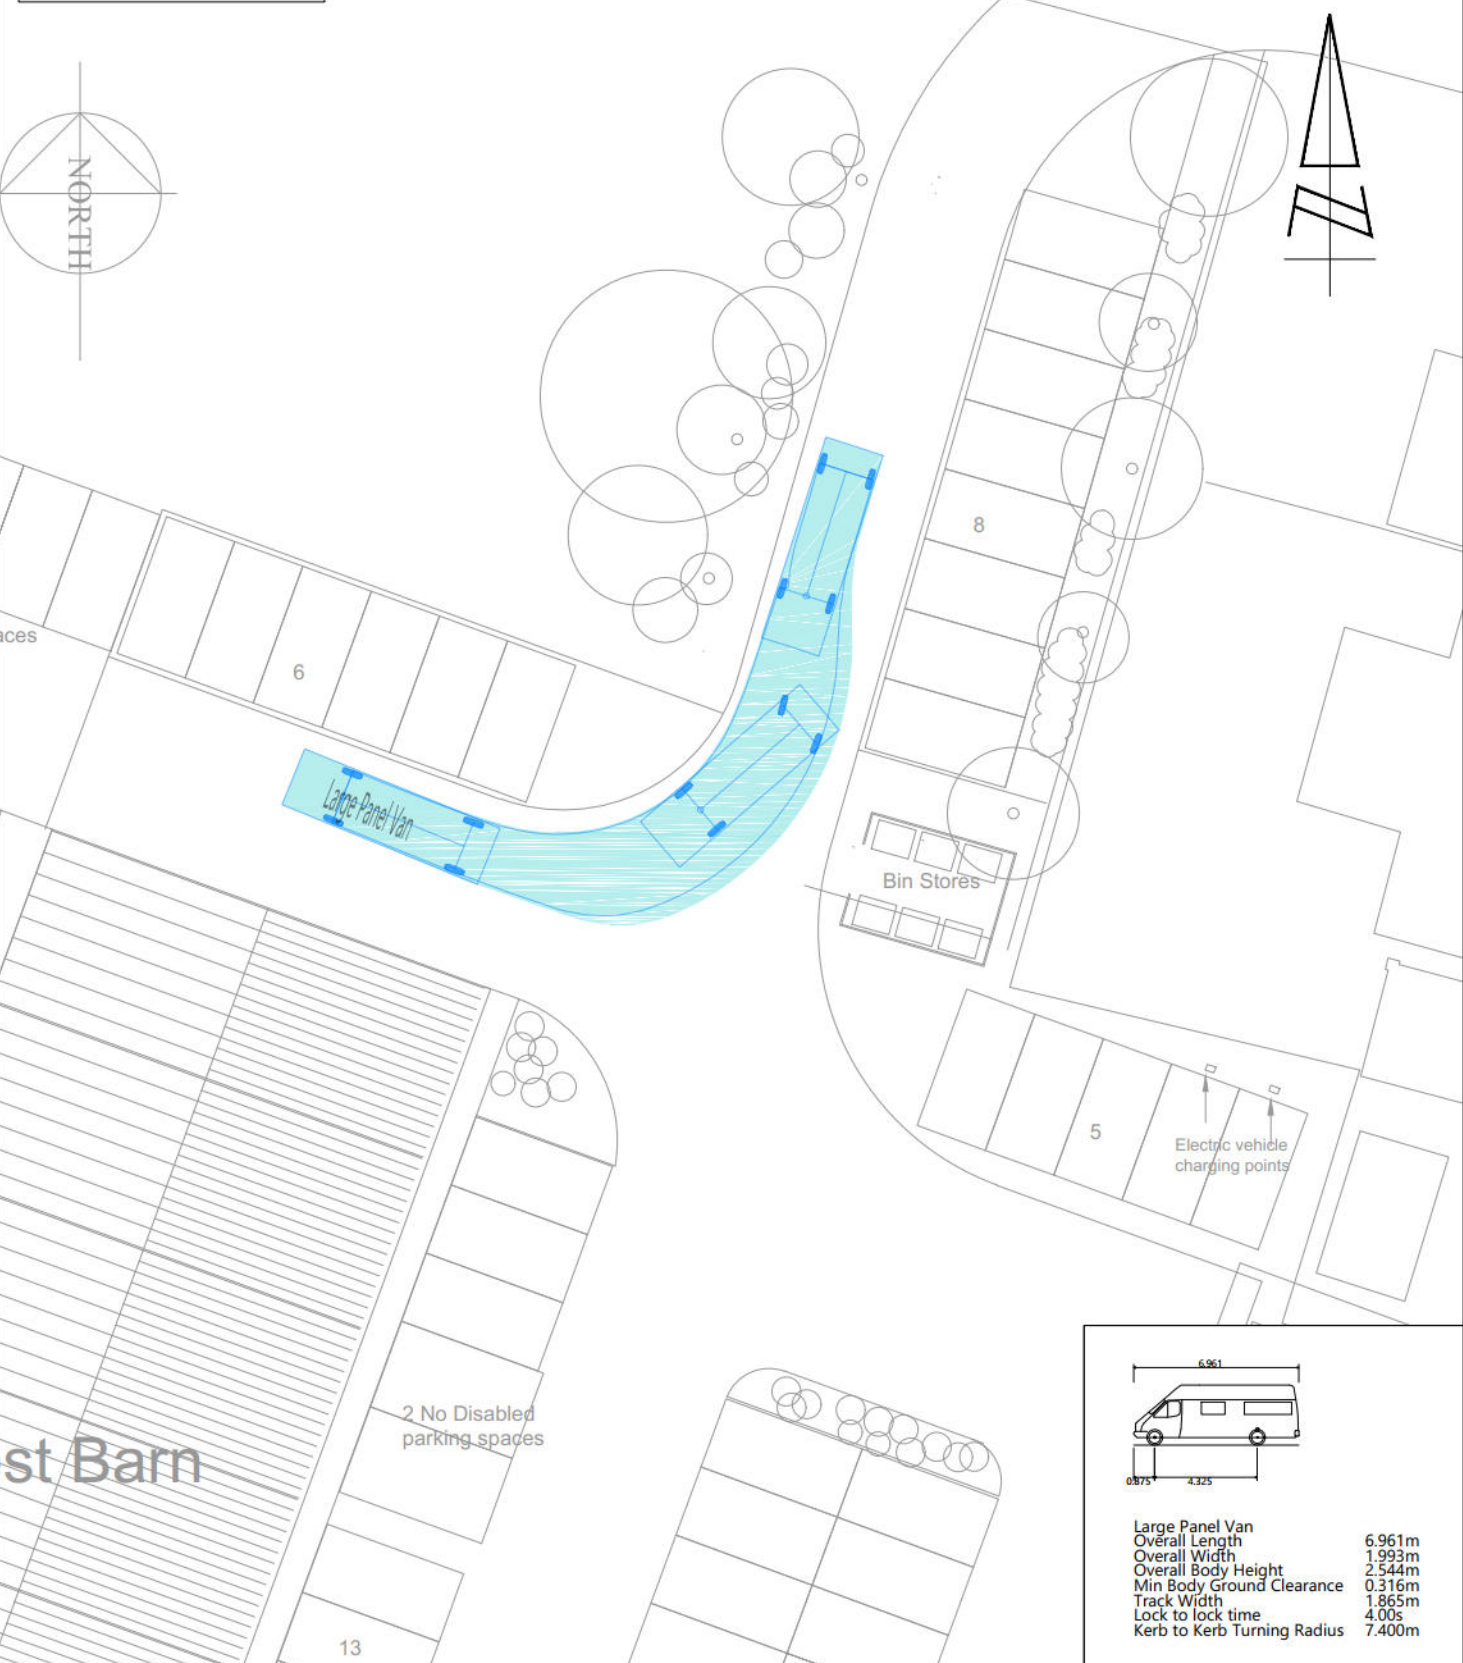 NORTH
N
8
aces
6
Large Panel Van
Bin Stores
5
Electric vehicle
charging points
2 No Disabled
parking spaces
st Barn
13
6.961
0.875
4.325
Large Panel Van
Overall Length 6.961m
Overall Width 1.993m
Overall Body Height 2.544m
Min Body Ground Clearance 0.316m
Track Width 1.865m
Lock to lock time 4.00s
Kerb to Kerb Turning Radius 7.400m